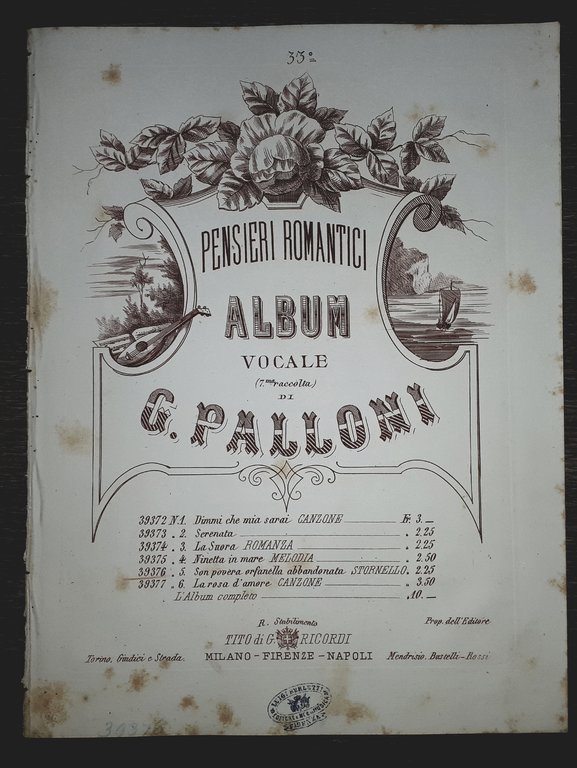 33º
PENSIERI ROMANTICI
ALBUM
VOCALE
(7.ma raccolta)
DI
G. PALLONI
39372 N.1. Dimmi che mia sarai CANZONE Fr. 3. —
39373 „ 2. Serenata „ 2.25
39374 „ 3. La Suora ROMANZA „ 2.25
39375 „ 4. Ninetta in mare MELODIA „ 2.50
39376 „ 5. Son povera orfanella abbandonata STORNELLO „ 2.25
39377 „ 6. La rosa d'amore CANZONE „ 3.50
L'Album completo „ 10. —
R. Stabilimento
Prop. dell'Editore
TITO di G. RICORDI
Torino, Giudici e Strada.
MILANO - FIRENZE - NAPOLI
Mendrisio, Bustelli-Rossi